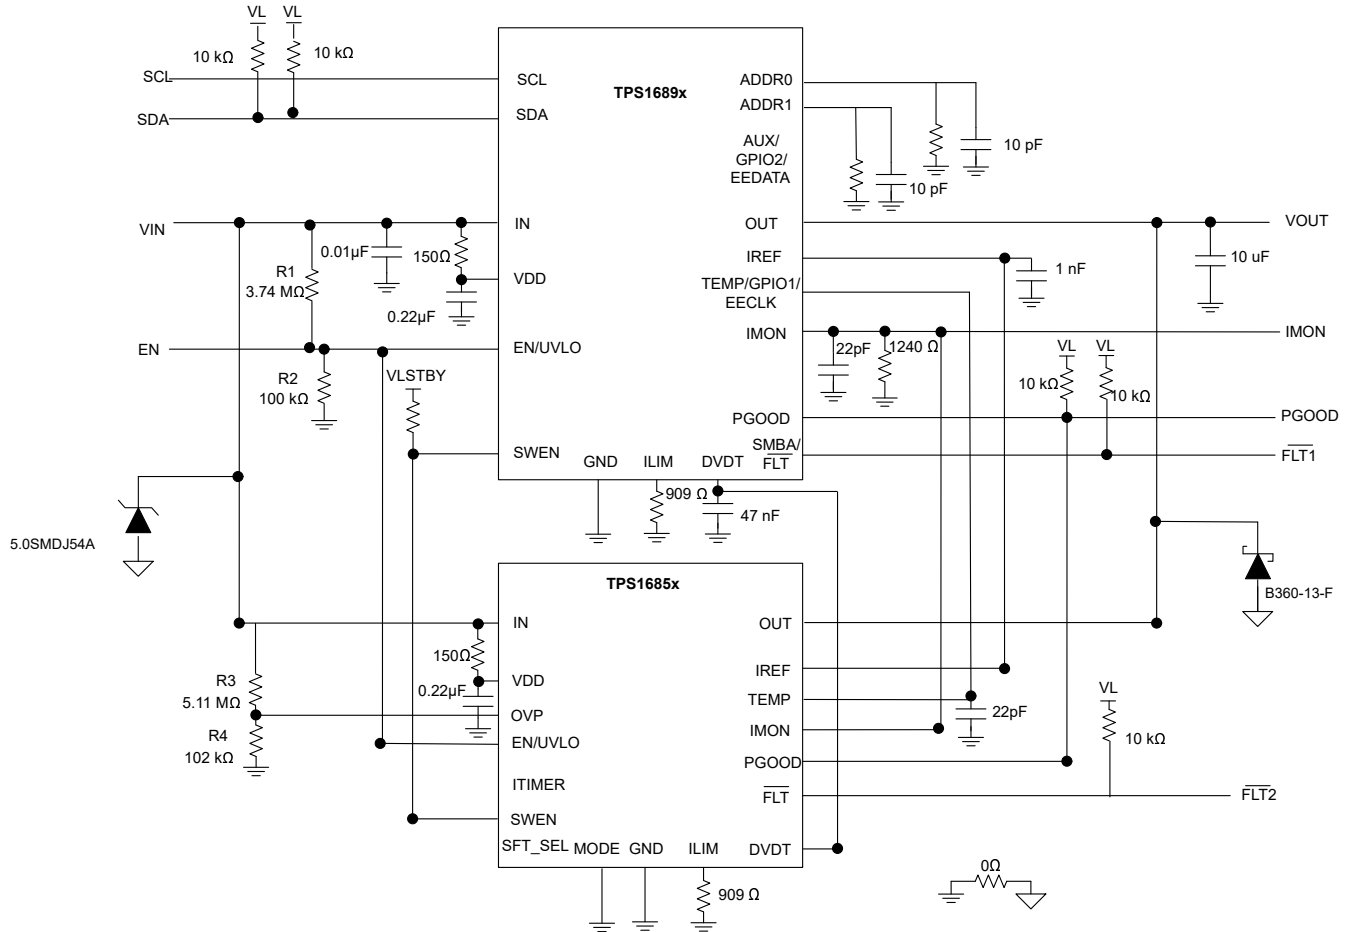 VL
VL
10 kΩ
10 kΩ
SCL
SDA
VIN
EN
R1
3.74 MΩ
0.01µF
150Ω
0.22µF
R2
100 kΩ
VLSTBY
5.0SMDJ54A
TPS1689x
SCL
SDA
IN
VDD
EN/UVLO
SWEN
GND
ILIM
DVDT
ADDR0
ADDR1
AUX/
GPIO2/
EEDATA
OUT
IREF
TEMP/GPIO1/
EECLK
IMON
PGOOD
SMBA/
FLT
10 pF
10 pF
VOUT
10 uF
1 nF
IMON
22pF
1240 Ω
VL
VL
10 kΩ
10 kΩ
PGOOD
FLT1
909 Ω
47 nF
B360-13-F
TPS1685x
IN
VDD
OVP
EN/UVLO
ITIMER
SWEN
SFT_SEL
MODE
GND
ILIM
DVDT
OUT
IREF
TEMP
IMON
PGOOD
FLT
150Ω
0.22µF
R3
5.11 MΩ
R4
102 kΩ
22pF
VL
10 kΩ
FLT2
909 Ω
0Ω